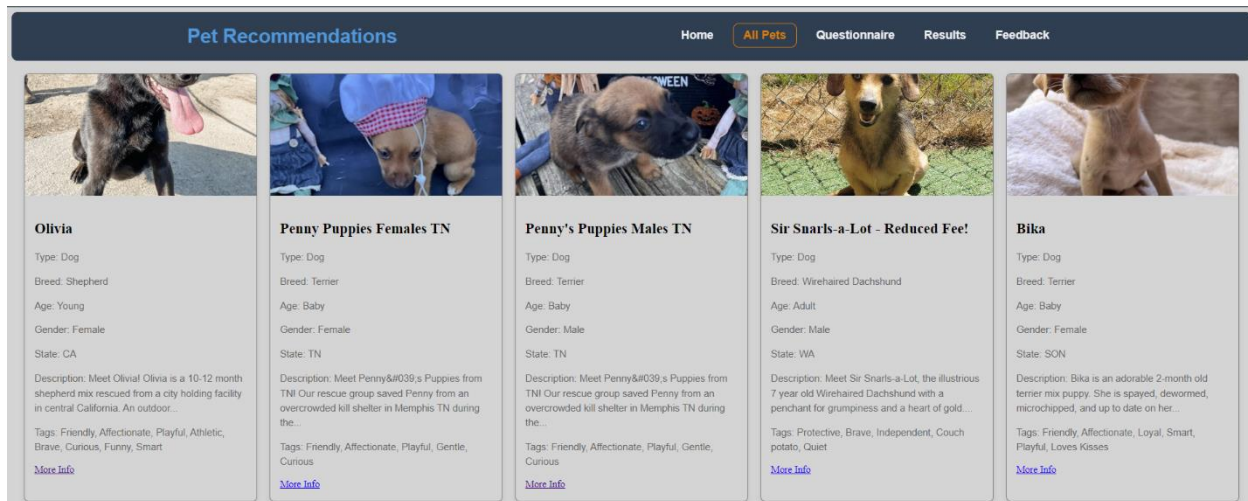 Pet Recommendations
Home
All Pets
Questionnaire
Results
Feedback
Olivia
Type: Dog
Breed: Shepherd
Age: Young
Gender: Female
State: CA
Description: Meet Olivia! Olivia is a 10-12 month
shepherd mix rescued from a city holding facility
in central California. An outdoor...
Tags: Friendly, Affectionate, Playful, Athletic,
Brave, Curious, Funny, Smart
More Info
Penny Puppies Females TN
Type: Dog
Breed: Terrier
Age: Baby
Gender: Female
State: TN
Description: Meet Penny&#039;s Puppies from
TN! Our rescue group saved Penny from an
overcrowded kill shelter in Memphis TN during
the...
Tags: Friendly, Affectionate, Playful, Gentle,
Curious
More Info
WEEN
Penny's Puppies Males TN
Type: Dog
Breed: Terrier
Age: Baby
Gender: Male
State: TN
Description: Meet Penny&#039;s Puppies from
TN! Our rescue group saved Penny from an
overcrowded kill shelter in Memphis TN during
the...
Tags: Friendly, Affectionate, Playful, Gentle,
Curious
More Info
Sir Snarls-a-Lot - Reduced Fee!
Type: Dog
Breed: Wirehaired Dachshund
Age: Adult
Gender: Male
State: WA
Description: Meet Sir Snarls-a-Lot, the illustrious
7 year old Wirehaired Dachshund with a
penchant for grumpiness and a heart of gold....
Tags: Protective, Brave, Independent, Couch
potato, Quiet
More Info
Bika
Type: Dog
Breed: Terrier
Age: Baby
Gender: Female
State: SON
Description: Bika is an adorable 2-month old
terrier mix puppy. She is spayed, dewormed,
microchipped, and up to date on her...
Tags: Friendly, Affectionate, Loyal, Smart,
Playful, Loves Kisses
More Info